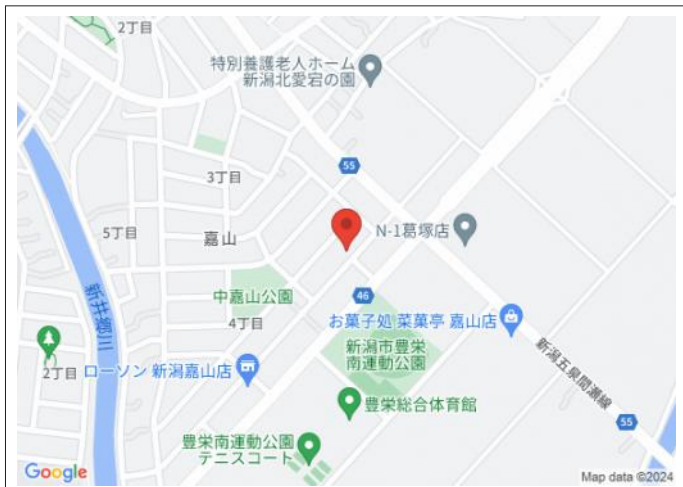 2丁目
特別養護老人ホーム
新潟北愛宕の園
55
3丁目
5丁目
嘉山
N-1葛塚店
新井郷川
中嘉山公園
46
4丁目
お菓子処 菜菓亭 嘉山店
新潟市豊栄
南運動公園
新潟五泉間瀬線
2丁目
ローソン 新潟嘉山店
豊栄総合体育館
55
豊栄南運動公園
テニスコート
Google
Map data ©2024